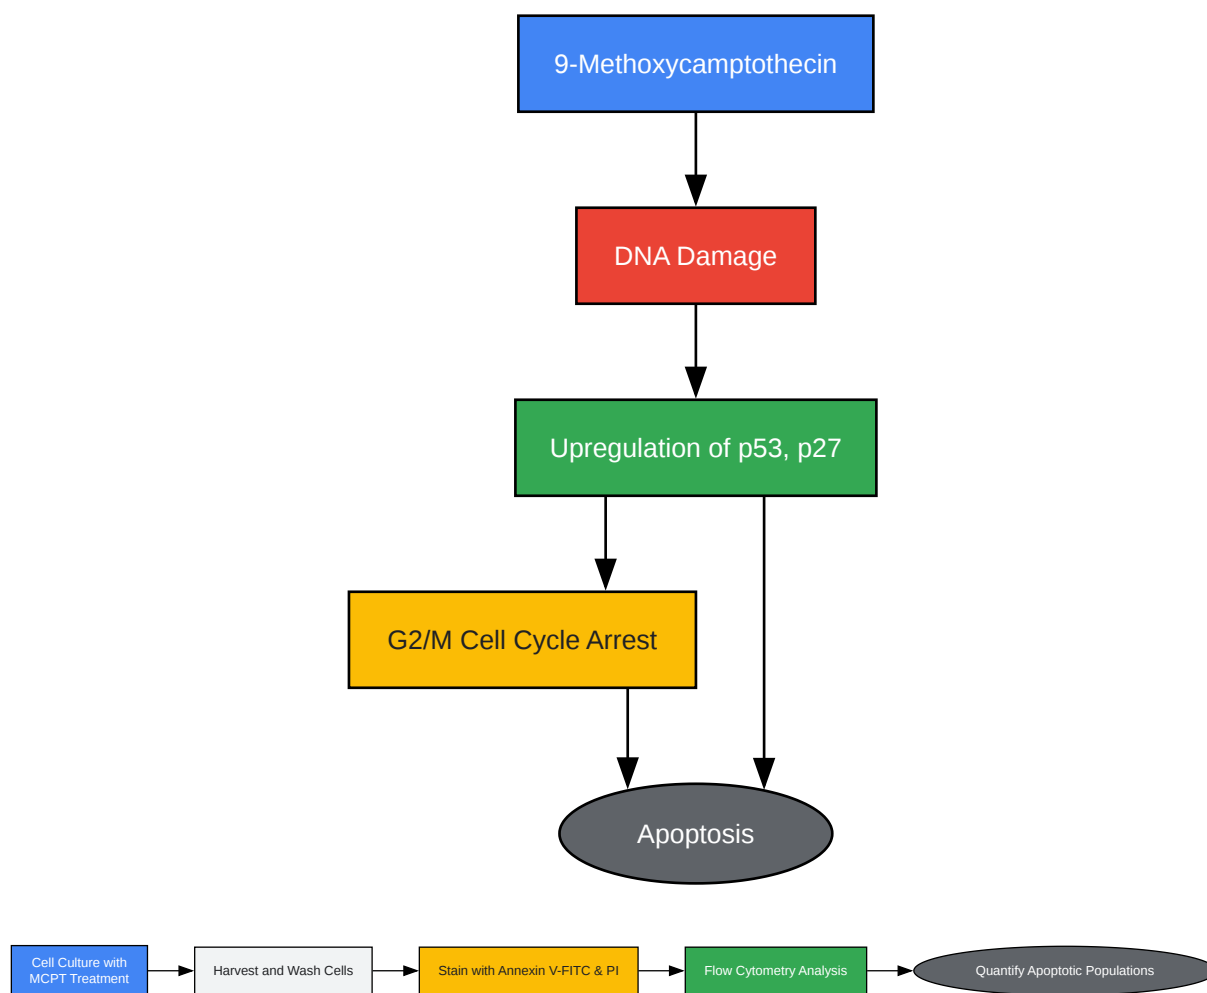 9-Methoxycamptothecin
DNA Damage
Upregulation of p53, p27
G2/M Cell Cycle Arrest
Apoptosis
Cell Culture with
MCPT Treatment
Harvest and Wash Cells
Stain with Annexin V-FITC & PI
Flow Cytometry Analysis
Quantify Apoptotic Populations